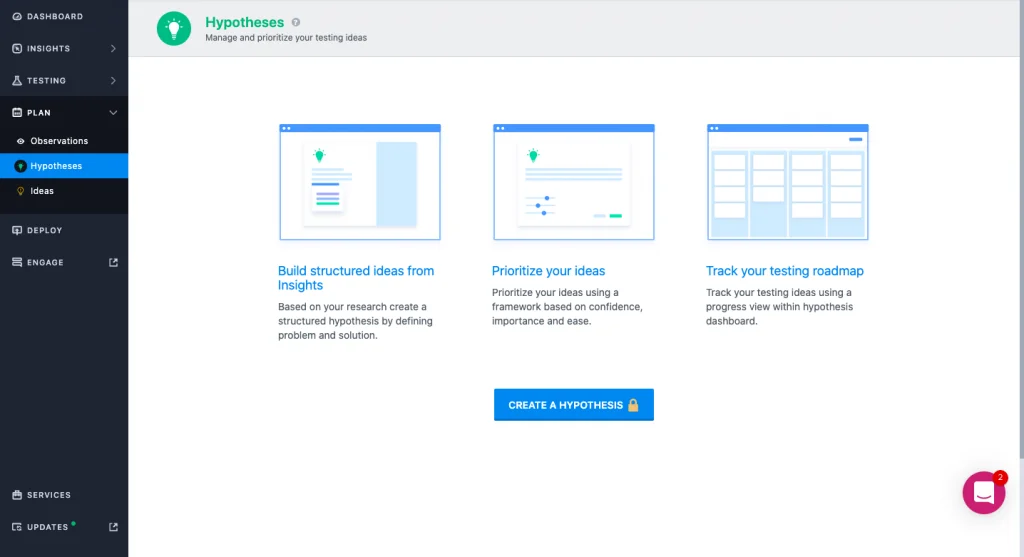 DASHBOARD
INSIGHTS
TESTING
PLAN
Observations
Hypotheses
Ideas
DEPLOY
ENGAGE
SERVICES
UPDATES
Hypotheses ?
Manage and prioritize your testing ideas
Build structured ideas from
Insights
Based on your research create a
structured hypothesis by defining
problem and solution.
Prioritize your ideas
Prioritize your ideas using a
framework based on confidence,
importance and ease.
Track your testing roadmap
Track your testing ideas using a
progress view within hypothesis
dashboard.
CREATE A HYPOTHESIS
2